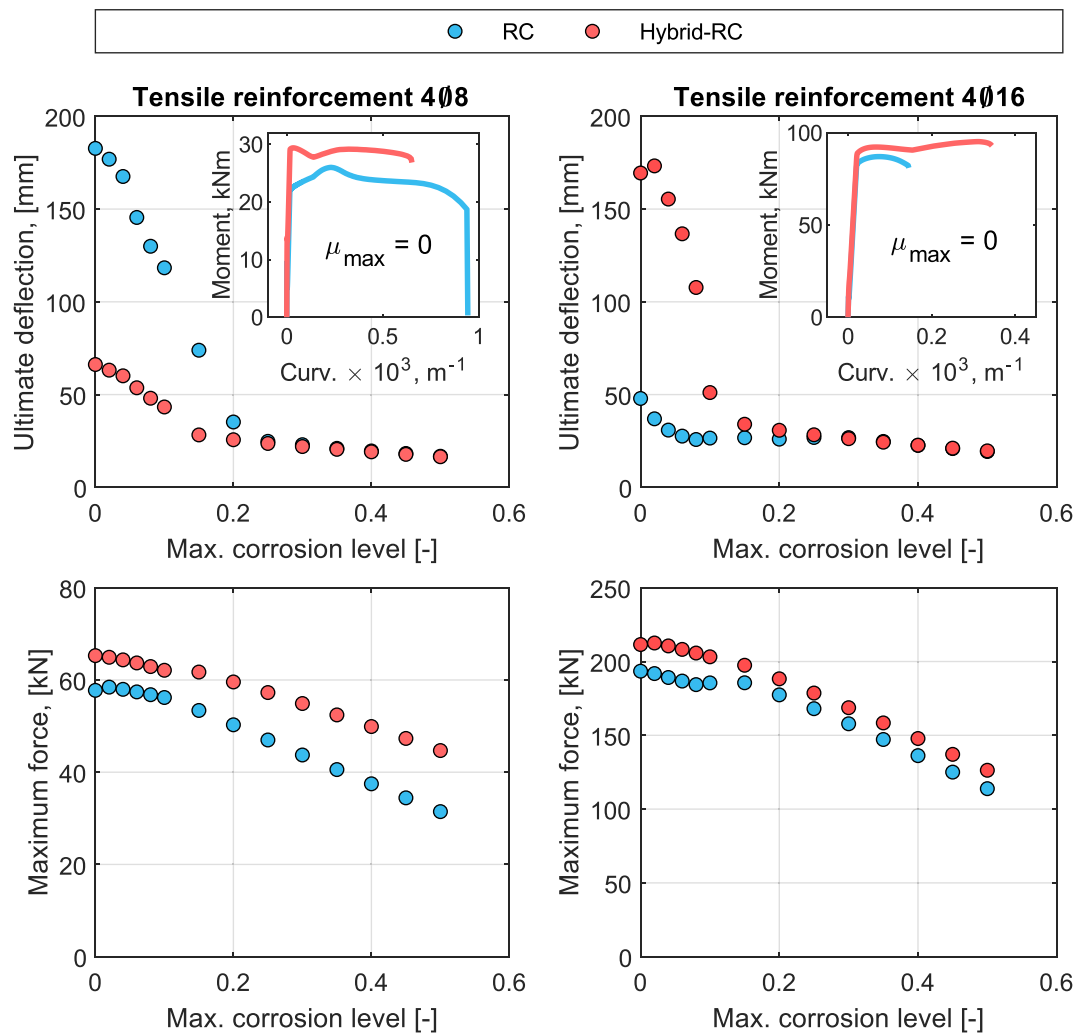 RC Hybrid-RC
Tensile reinforcement 4∅8
Ultimate deflection, [mm]
200
150
100
50
0
0 0.2 0.4 0.6
Max. corrosion level [-]
Moment, kNm
30
20
10
0
μmax = 0
0 0.5 1
Curv. × 10³, m⁻¹
Tensile reinforcement 4∅16
Ultimate deflection, [mm]
200
150
100
50
0
0 0.2 0.4 0.6
Max. corrosion level [-]
Moment, kNm
100
50
0
μmax = 0
0 0.2 0.4
Curv. × 10³, m⁻¹
Maximum force, [kN]
80
60
40
20
0
0 0.2 0.4 0.6
Max. corrosion level [-]
Maximum force, [kN]
250
200
150
100
50
0
0 0.2 0.4 0.6
Max. corrosion level [-]